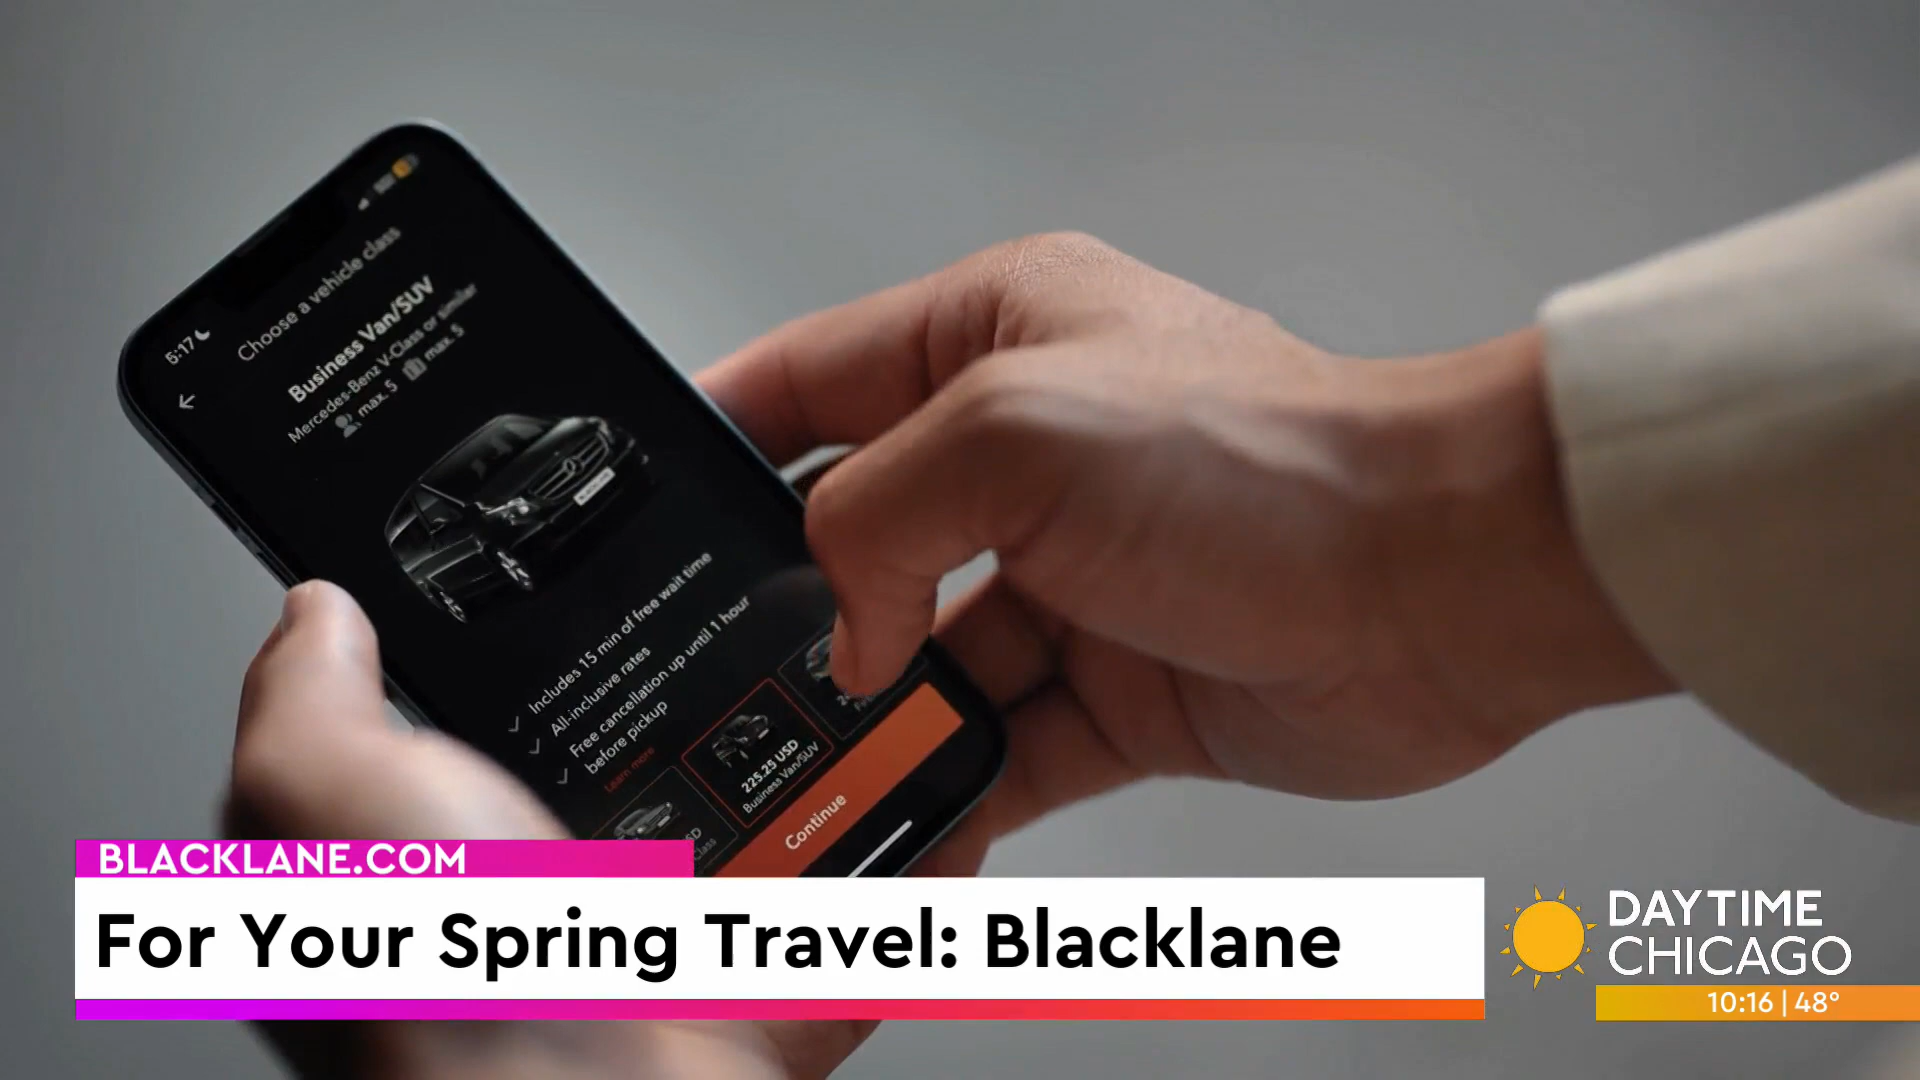 5:17
Choose a vehicle class
Business Van/SUV
Mercedes-Benz V-Class or similar
max. 5 max. 5
Includes 15 min of free wait time
All-inclusive rates
Free cancellation up until 1 hour
before pickup
Learn more
225.25 USD
Business Van/SUV
Continue
BLACKLANE.COM
For Your Spring Travel: Blacklane
DAYTIME
CHICAGO
10:16 | 48°